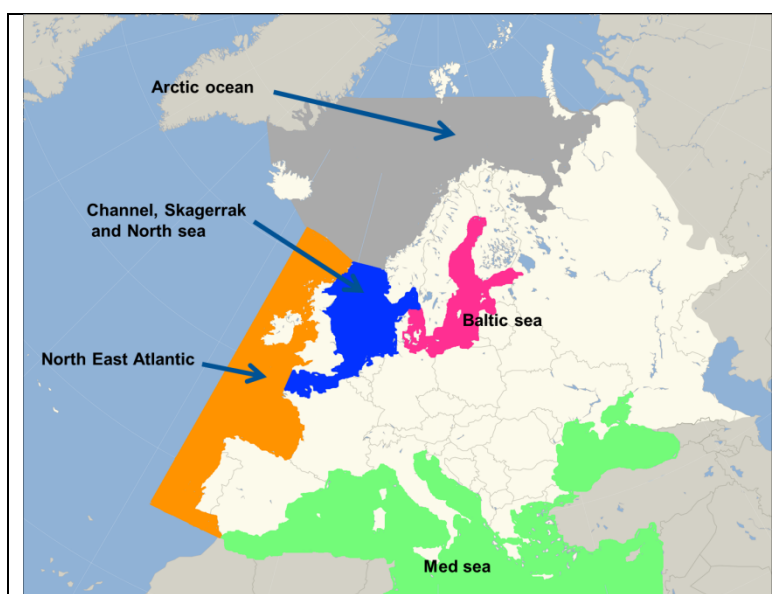 Arctic ocean
Channel, Skagerrak
and North sea
North East Atlantic
Baltic sea
Med sea